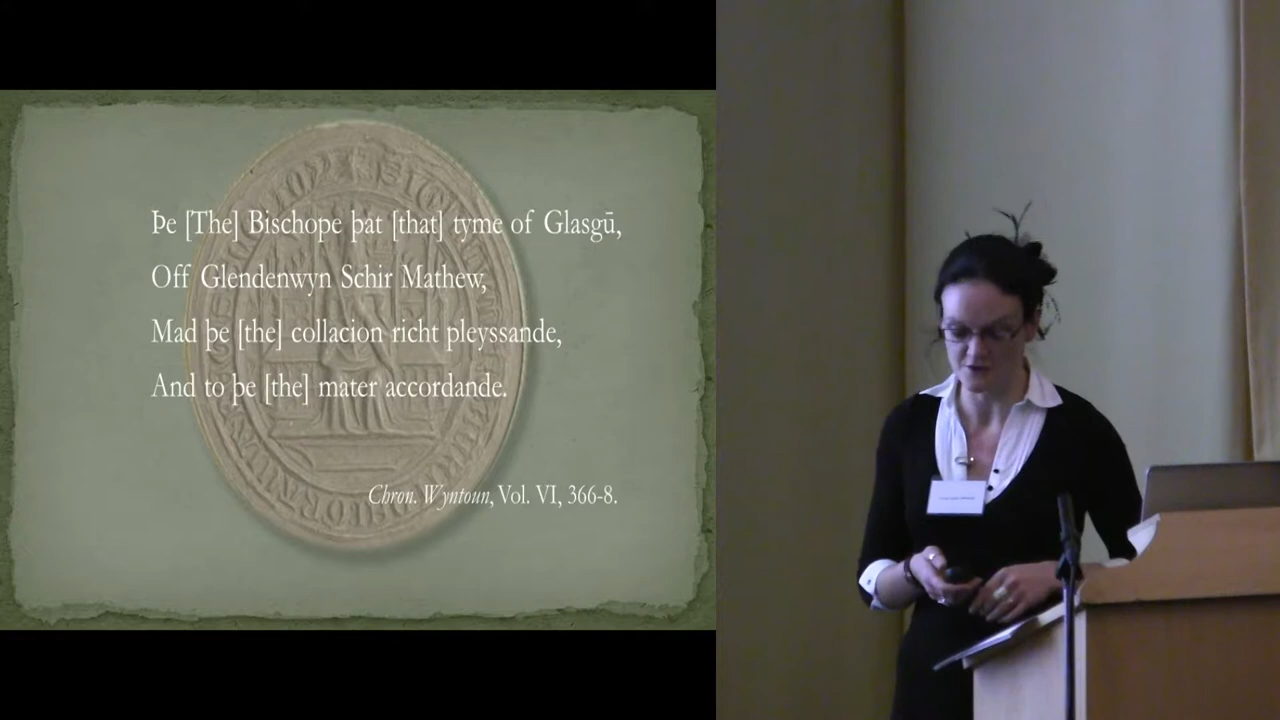 Þe [The] Bischope þat [that] tyme of Glasgū,
Off Glendenwyn Schir Mathew,
Mad þe [the] collacion richt pleyssande,
And to þe [the] mater accordande.
Chron. Wyntoun, Vol. VI, 366-8.